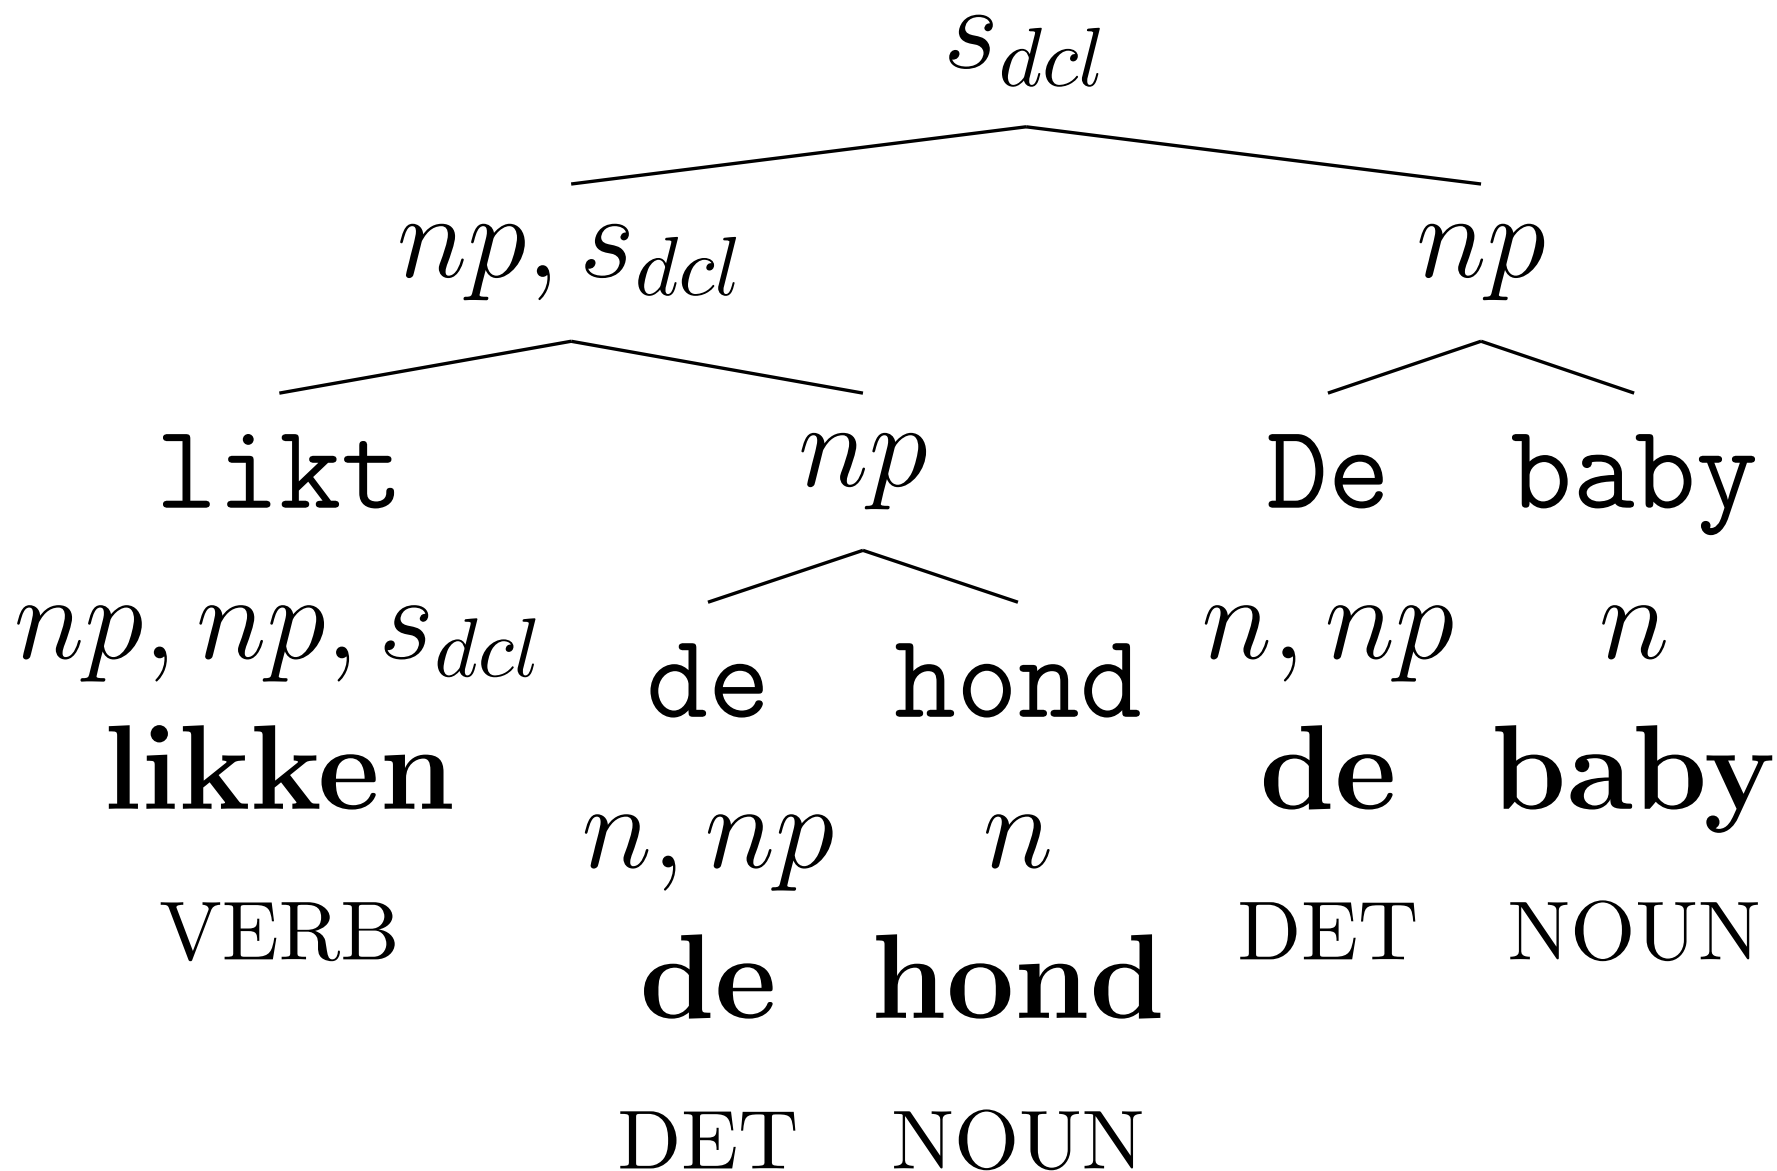 s_dcl
np, s_dcl np
likt np De baby
np, np, s_dcl de hond n, np n
likken n, np n de baby
VERB de hond DET NOUN
DET NOUN